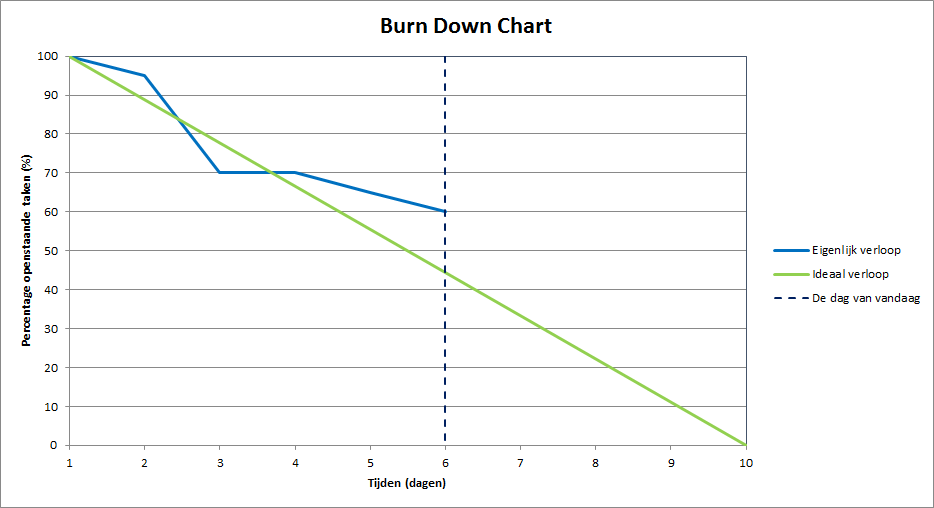 Burn Down Chart
100
90
80
70
60
50
40
30
20
10
0
Percentage openstaande taken (%)
1 2 3 4 5 6 7 8 9 10
Tijden (dagen)
Eigenlijk verloop
Ideaal verloop
De dag van vandaag